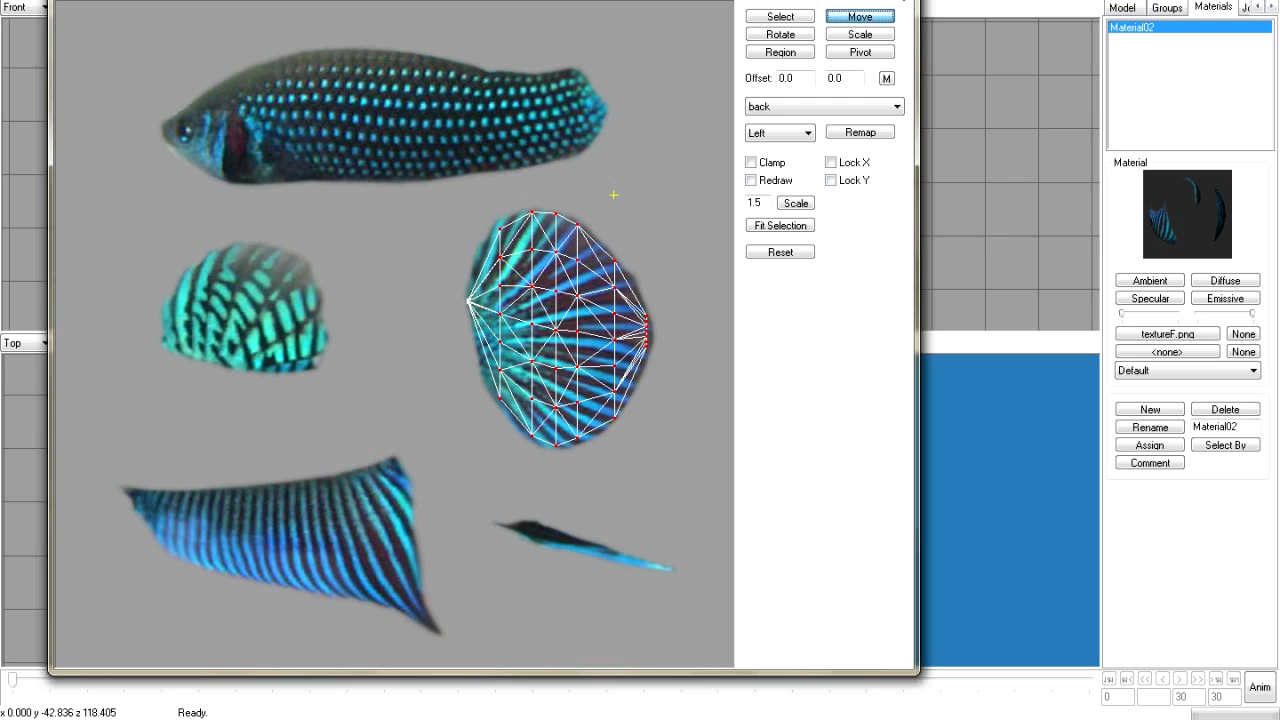 Front
Model Groups Materials Jo
Select Move
Rotate Scale
Region Pivot
Offset: 0.0 0.0 M
back
Left Remap
Clamp Lock X
Redraw Lock Y
1.5 Scale
Fit Selection
Reset
Material02
Material
Ambient Diffuse
Specular Emissive
textureF.png None
<none> None
Default
New Delete
Rename Material02
Assign Select By
Comment
Top
0 30 30 Anim
x 0.000 y -42.836 z 118.405 Ready.